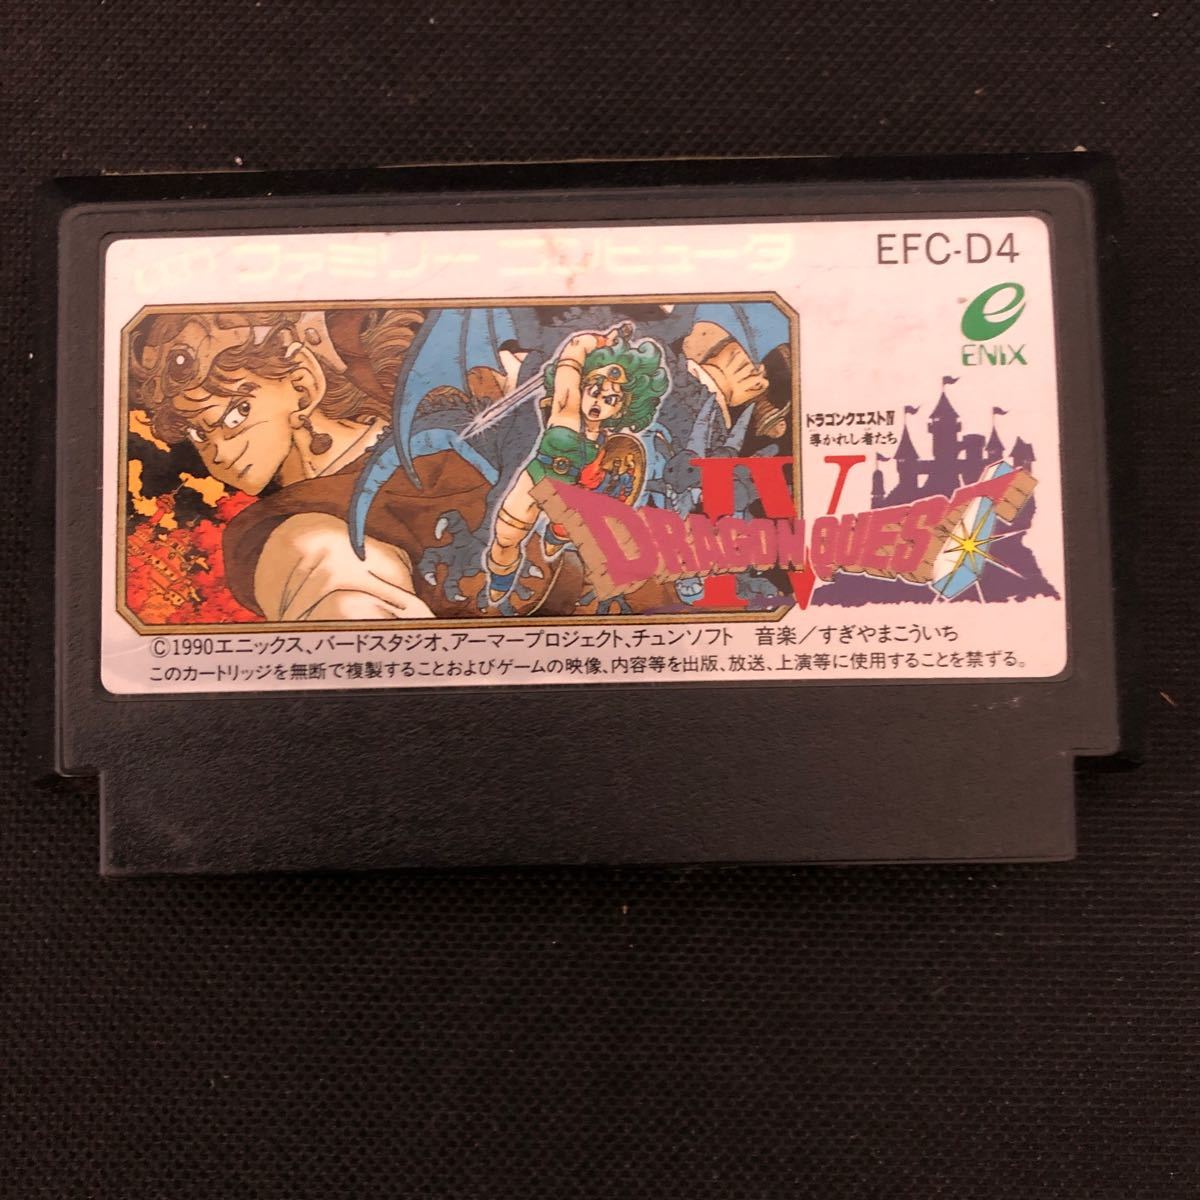 ファミリー コンピュータ
EFC-D4
ENIX
ドラゴンクエストIV
導かれし者たち
IV
DRAGON QUEST
©1990エニックス、バードスタジオ、アーマープロジェクト、チュンソフト　音楽／すぎやまこういち
このカートリッジを無断で複製することおよびゲームの映像、内容等を出版、放送、上演等に使用することを禁ずる。